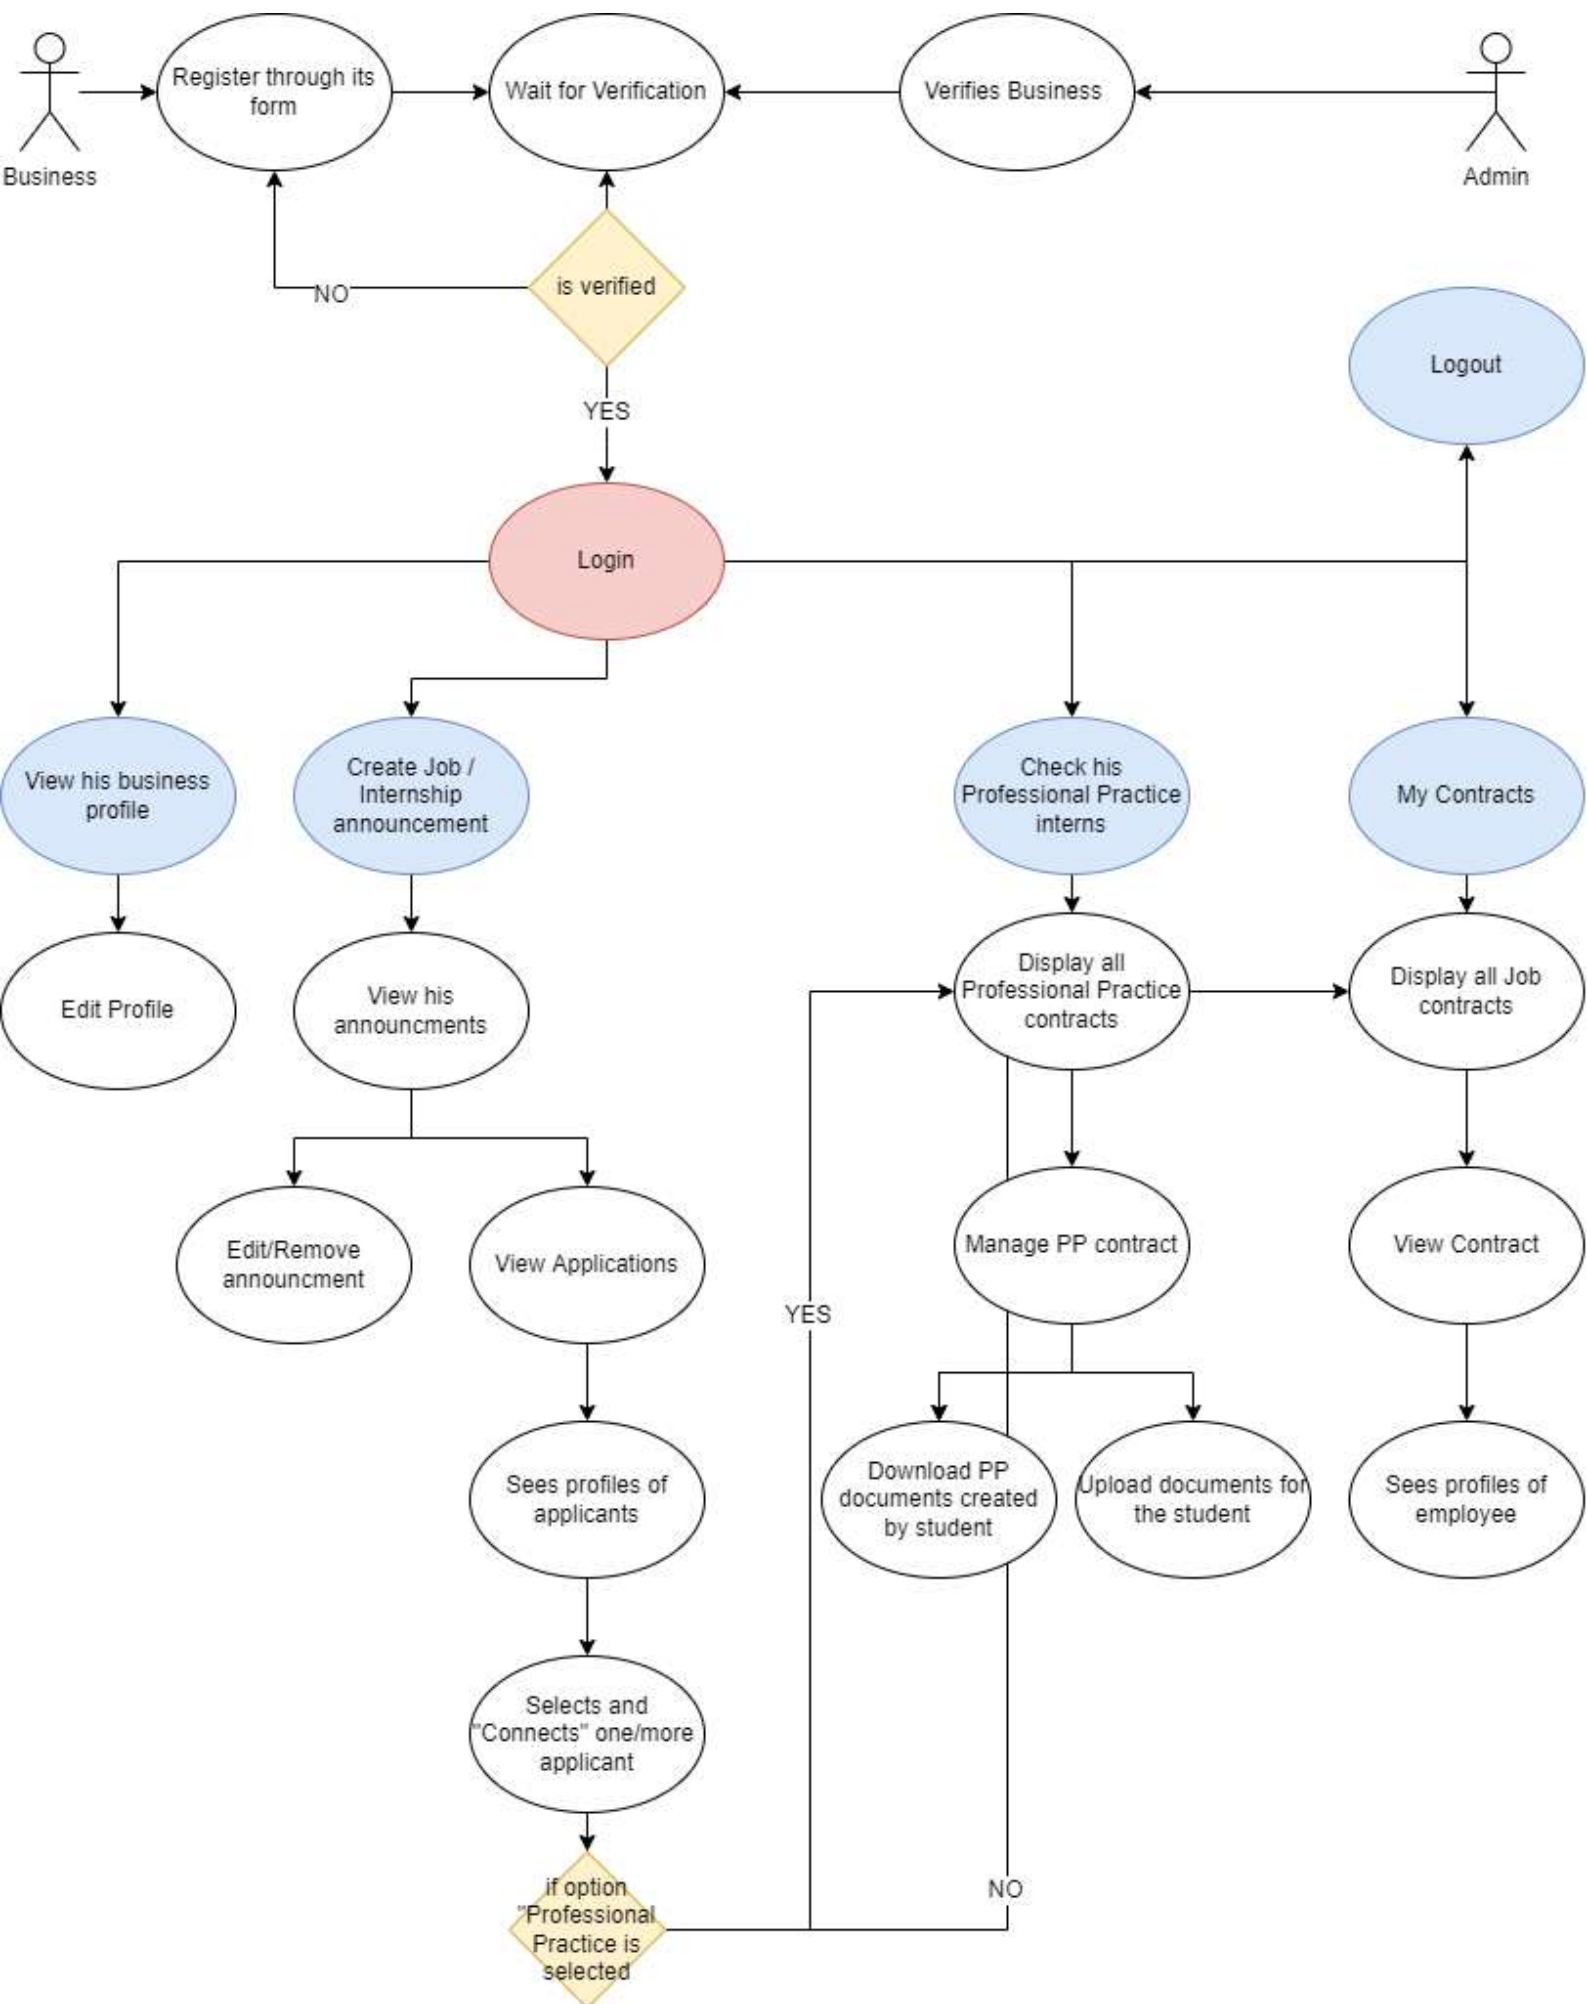 Register through its
form
Wait for Verification
Verifies Business
Business
Admin
is verified
NO
Logout
YES
Login
View his business
profile
Create Job /
Internship
announcement
Check his
Professional Practice
interns
My Contracts
Edit Profile
View his
announcments
Display all
Professional Practice
contracts
Display all Job
contracts
Edit/Remove
announcment
View Applications
Manage PP contract
View Contract
YES
Sees profiles of
applicants
Download PP
documents created
by student
Upload documents for
the student
Sees profiles of
employee
Selects and
"Connects" one/more
applicant
if option
"Professional
Practice is
selected
NO